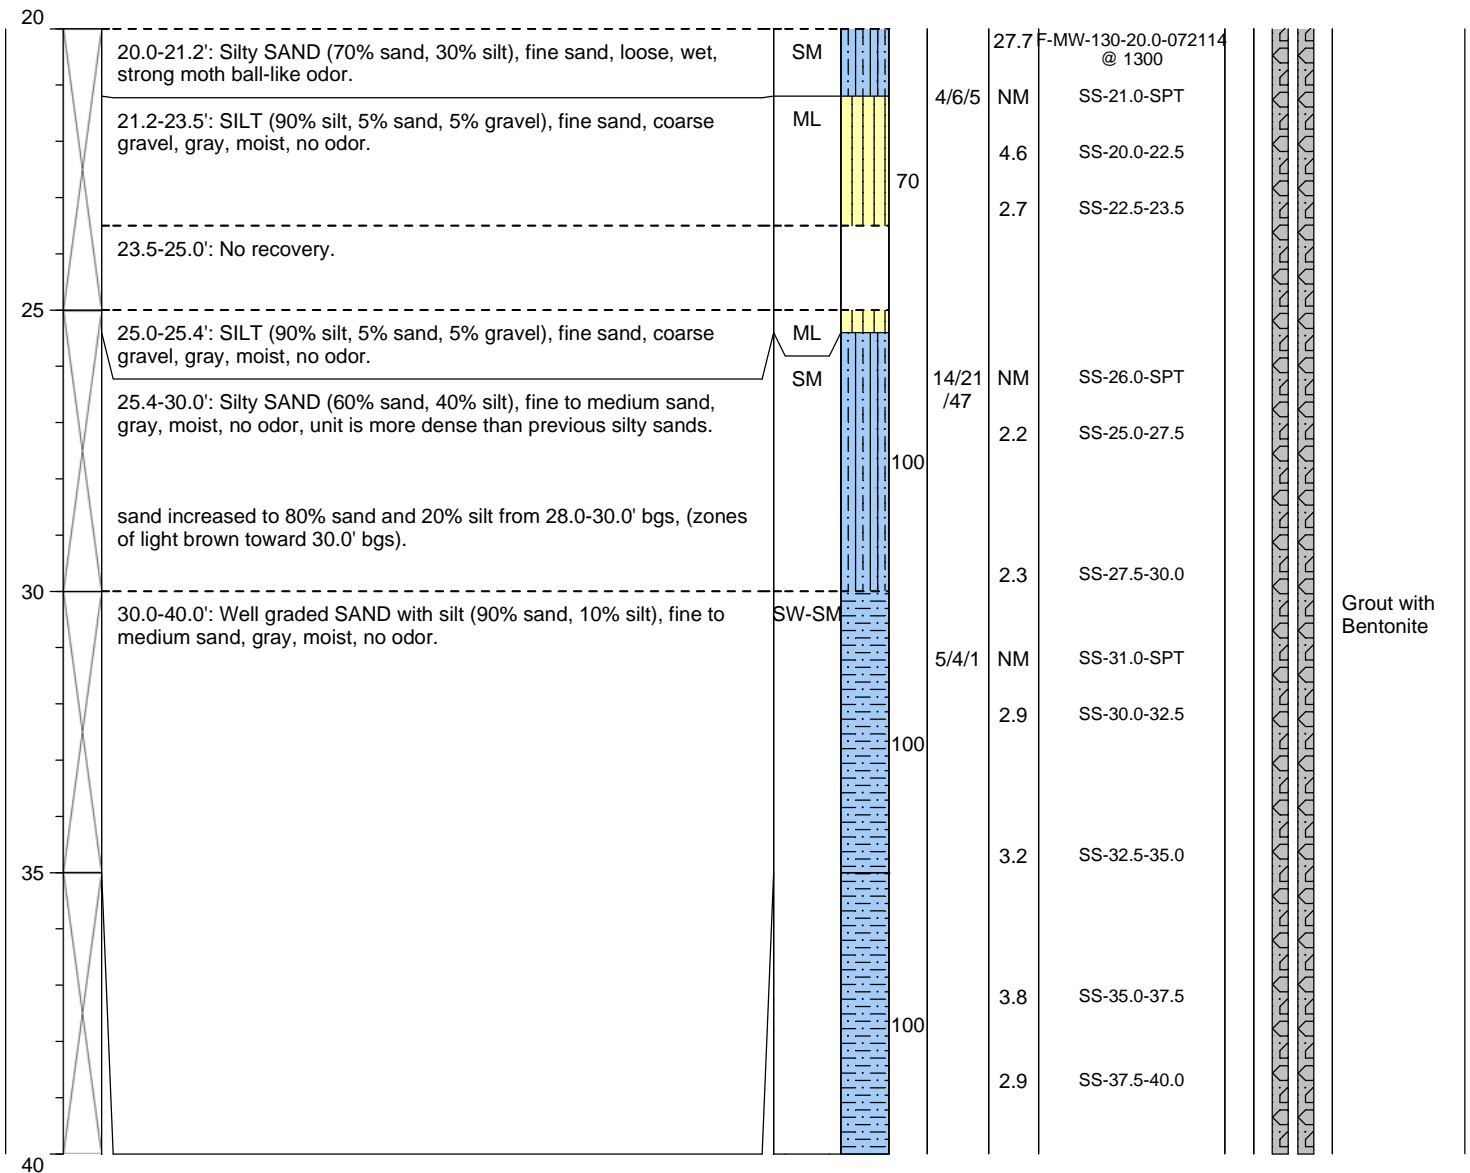 20
20.0-21.2': Silty SAND (70% sand, 30% silt), fine sand, loose, wet,
strong moth ball-like odor.
SM
27.7
F-MW-130-20.0-072114
@ 1300
4/6/5
NM
SS-21.0-SPT
21.2-23.5': SILT (90% silt, 5% sand, 5% gravel), fine sand, coarse
gravel, gray, moist, no odor.
ML
4.6
SS-20.0-22.5
70
2.7
SS-22.5-23.5
23.5-25.0': No recovery.
25
25.0-25.4': SILT (90% silt, 5% sand, 5% gravel), fine sand, coarse
gravel, gray, moist, no odor.
ML
SM
14/21
/47
NM
SS-26.0-SPT
25.4-30.0': Silty SAND (60% sand, 40% silt), fine to medium sand,
gray, moist, no odor, unit is more dense than previous silty sands.
2.2
SS-25.0-27.5
100
sand increased to 80% sand and 20% silt from 28.0-30.0' bgs, (zones
of light brown toward 30.0' bgs).
2.3
SS-27.5-30.0
30
30.0-40.0': Well graded SAND with silt (90% sand, 10% silt), fine to
medium sand, gray, moist, no odor.
SW-SM
Grout with
Bentonite
5/4/1
NM
SS-31.0-SPT
2.9
SS-30.0-32.5
100
3.2
SS-32.5-35.0
35
3.8
SS-35.0-37.5
100
2.9
SS-37.5-40.0
40